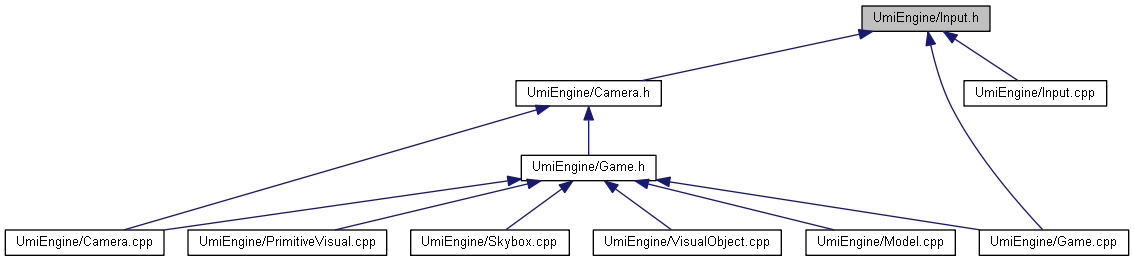 UmiEngine/Input.h
UmiEngine/Camera.h
UmiEngine/Input.cpp
UmiEngine/Game.h
UmiEngine/Camera.cpp
UmiEngine/PrimitiveVisual.cpp
UmiEngine/Skybox.cpp
UmiEngine/VisualObject.cpp
UmiEngine/Model.cpp
UmiEngine/Game.cpp